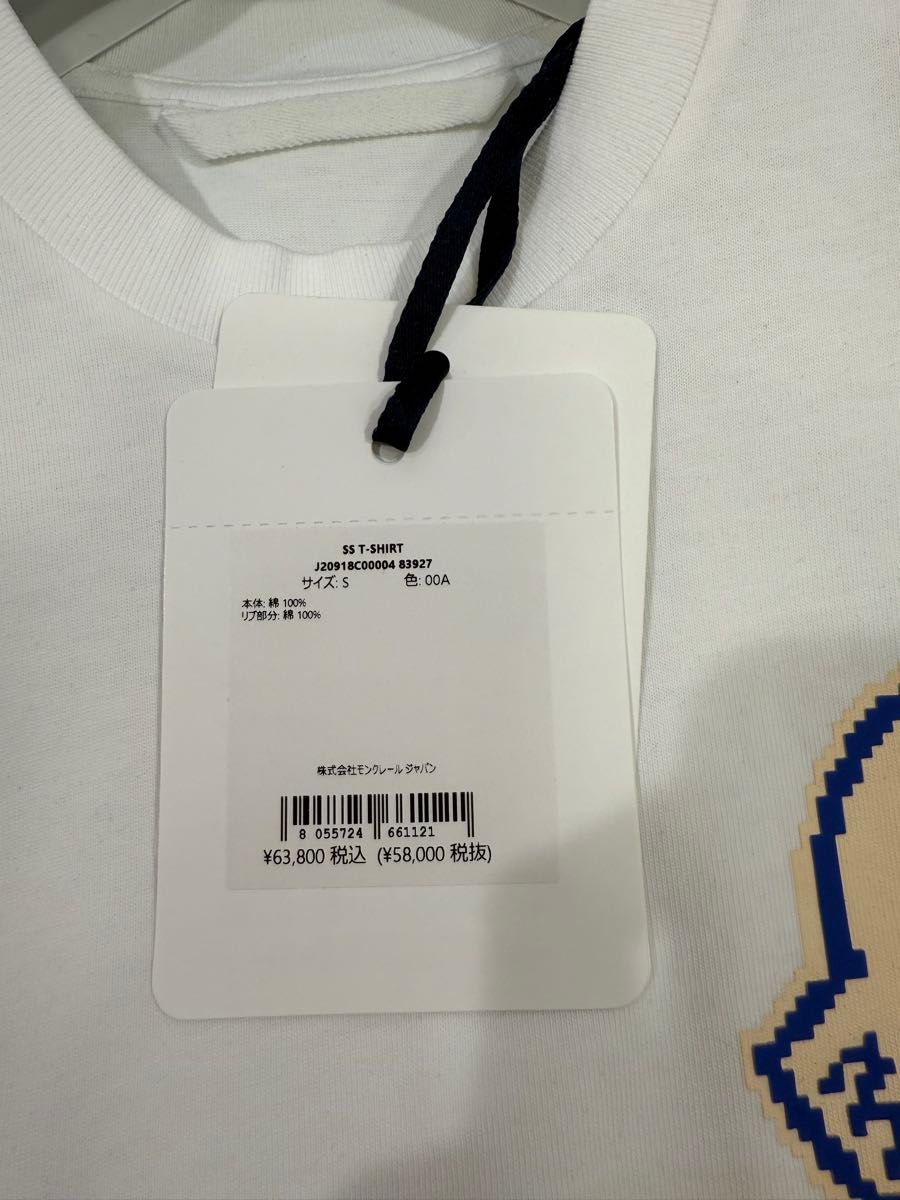 SS T-SHIRT
J20918C00004 83927
サイズ: S 色: 00A
本体: 綿 100%
リブ部分: 綿 100%
株式会社モンクレール ジャパン
8 055724 661121
¥63,800 税込 (¥58,000 税抜)